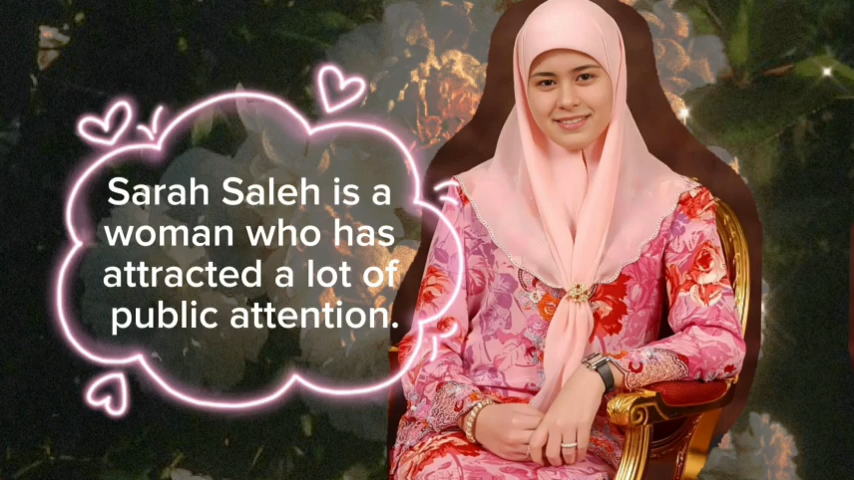 Sarah Saleh is a
woman who has
attracted a lot of
public attention.